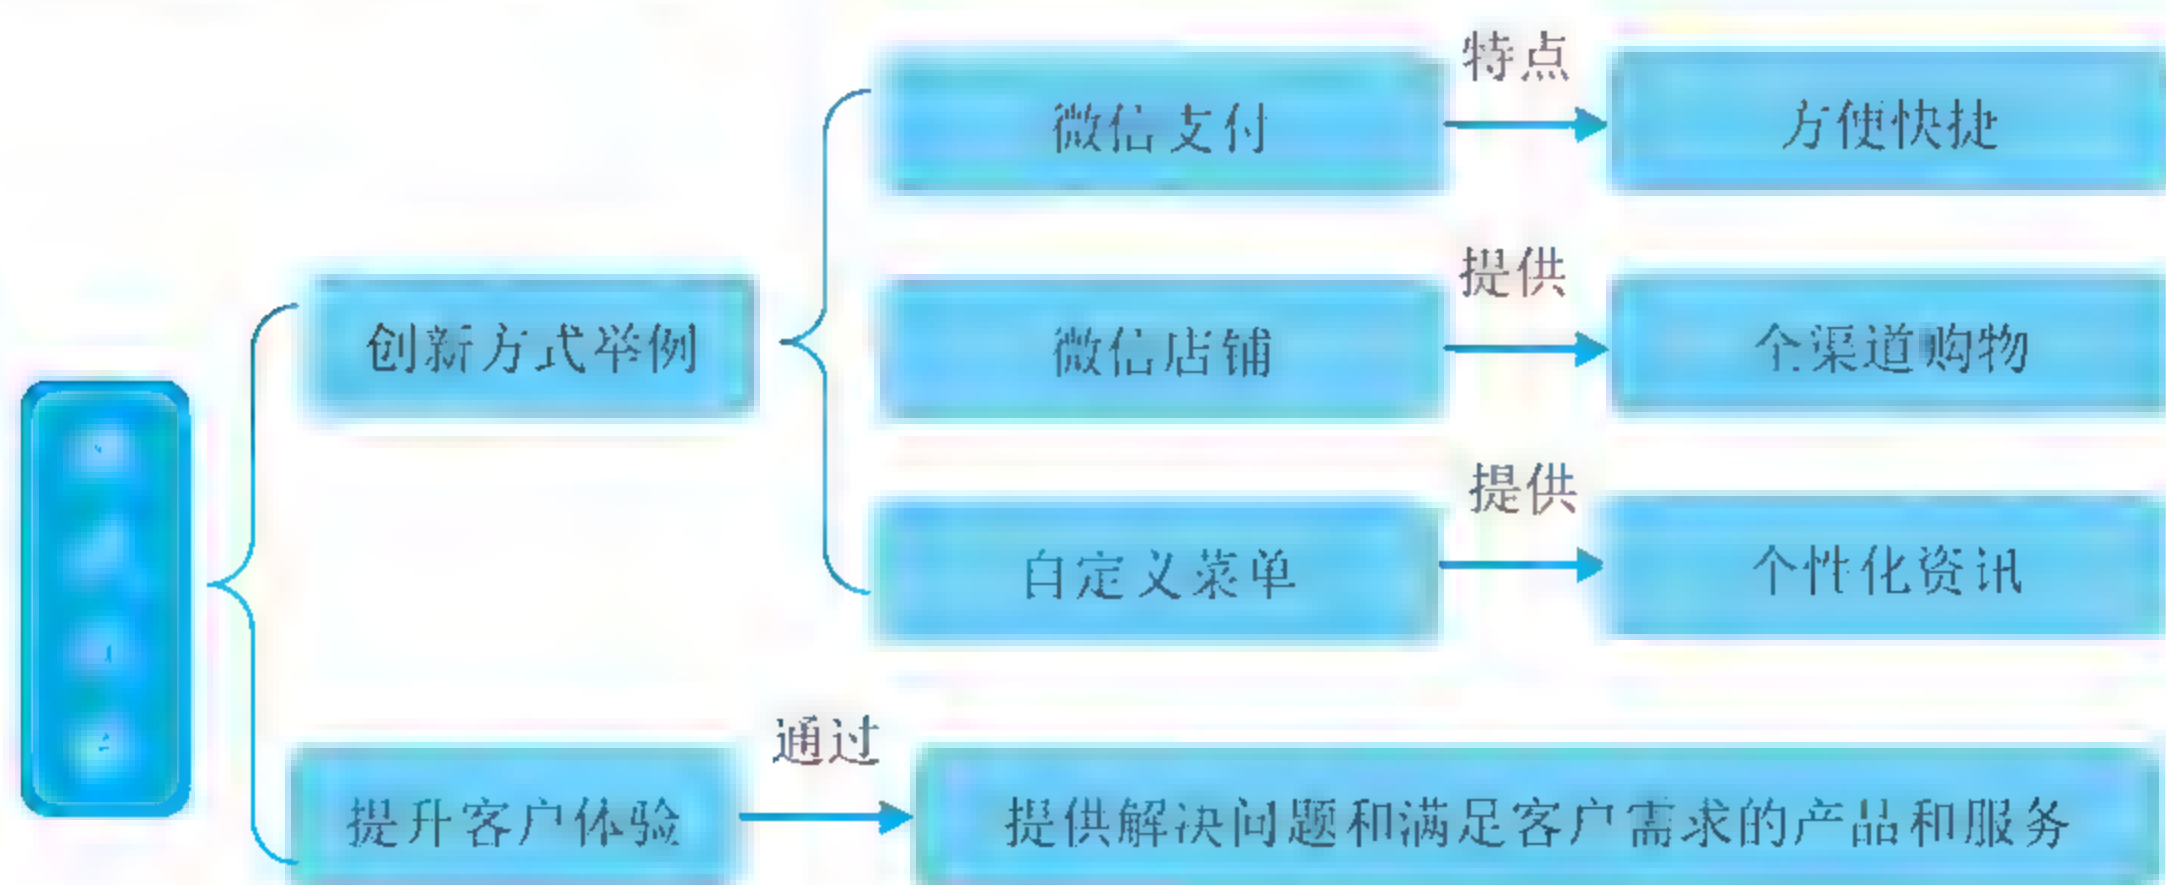 特点
微信支付
方便快捷
提供
创新方式举例
微信店铺
全渠道购物
提供
自定义菜单
个性化资讯
通过
提升客户体验
提供解决问题和满足客户需求的产品和服务